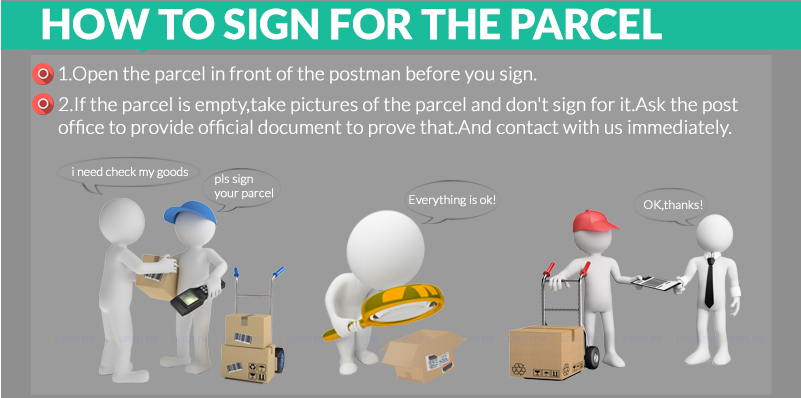 HOW TO SIGN FOR THE PARCEL
1.Open the parcel in front of the postman before you sign.
2.If the parcel is empty,take pictures of the parcel and don't sign for it.Ask the post
office to provide official document to prove that.And contact with us immediately.
i need check my goods
pls sign
your parcel
Everything is ok!
OK,thanks!